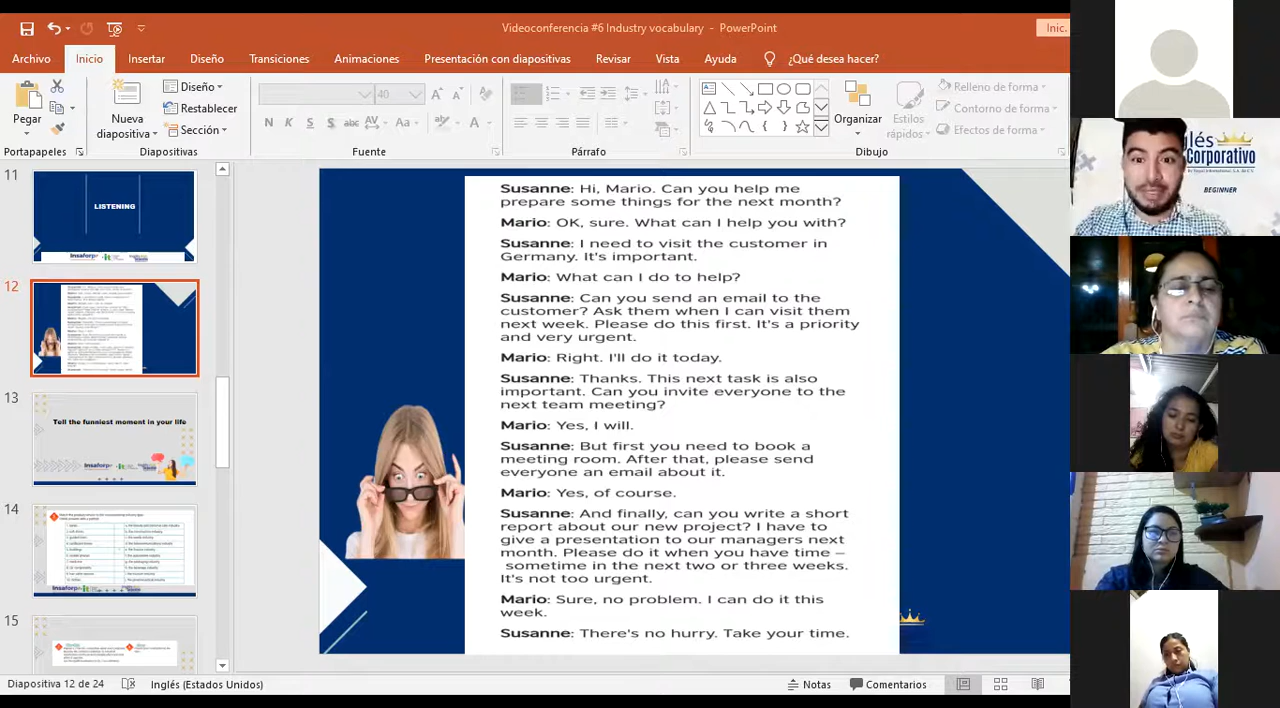 Videoconferencia #6 Industry vocabulary - PowerPoint
Inic.
Archivo Inicio Insertar Diseño Transiciones Animaciones Presentación con diapositivas Revisar Vista Ayuda ¿Qué desea hacer?
Pegar
Nueva diapositiva
Diseño
Restablecer
Sección
40
N K S S abc AV Aa A
Organizar
Estilos rápidos
Relleno de forma
Contorno de forma
Efectos de forma
Portapapeles Diapositivas Fuente Párrafo Dibujo
11
LISTENING
12
13
Tell the funniest moment in your life
14
15
Susanne: Hi, Mario. Can you help me
prepare some things for the next month?
Mario: OK, sure. What can I help you with?
Susanne: I need to visit the customer in
Germany. It's important.
Mario: What can I do to help?
Susanne: Can you send an email to the
customer? Ask them when I can visit them
next week. Please do this first. It's a priority
and very urgent.
Mario: Right. I'll do it today.
Susanne: Thanks. This next task is also
important. Can you invite everyone to the
next team meeting?
Mario: Yes, I will.
Susanne: But first you need to book a
meeting room. After that, please send
everyone an email about it.
Mario: Yes, of course.
Susanne: And finally, can you write a short
report about our new project? I have to
give a presentation to our managers next
month. Please do it when you have time –
sometime in the next two or three weeks.
It's not too urgent.
Mario: Sure, no problem. I can do it this
week.
Susanne: There's no hurry. Take your time.
Diapositiva 12 de 24 Inglés (Estados Unidos) Notas Comentarios
glés
Corporativo
BEGINNER